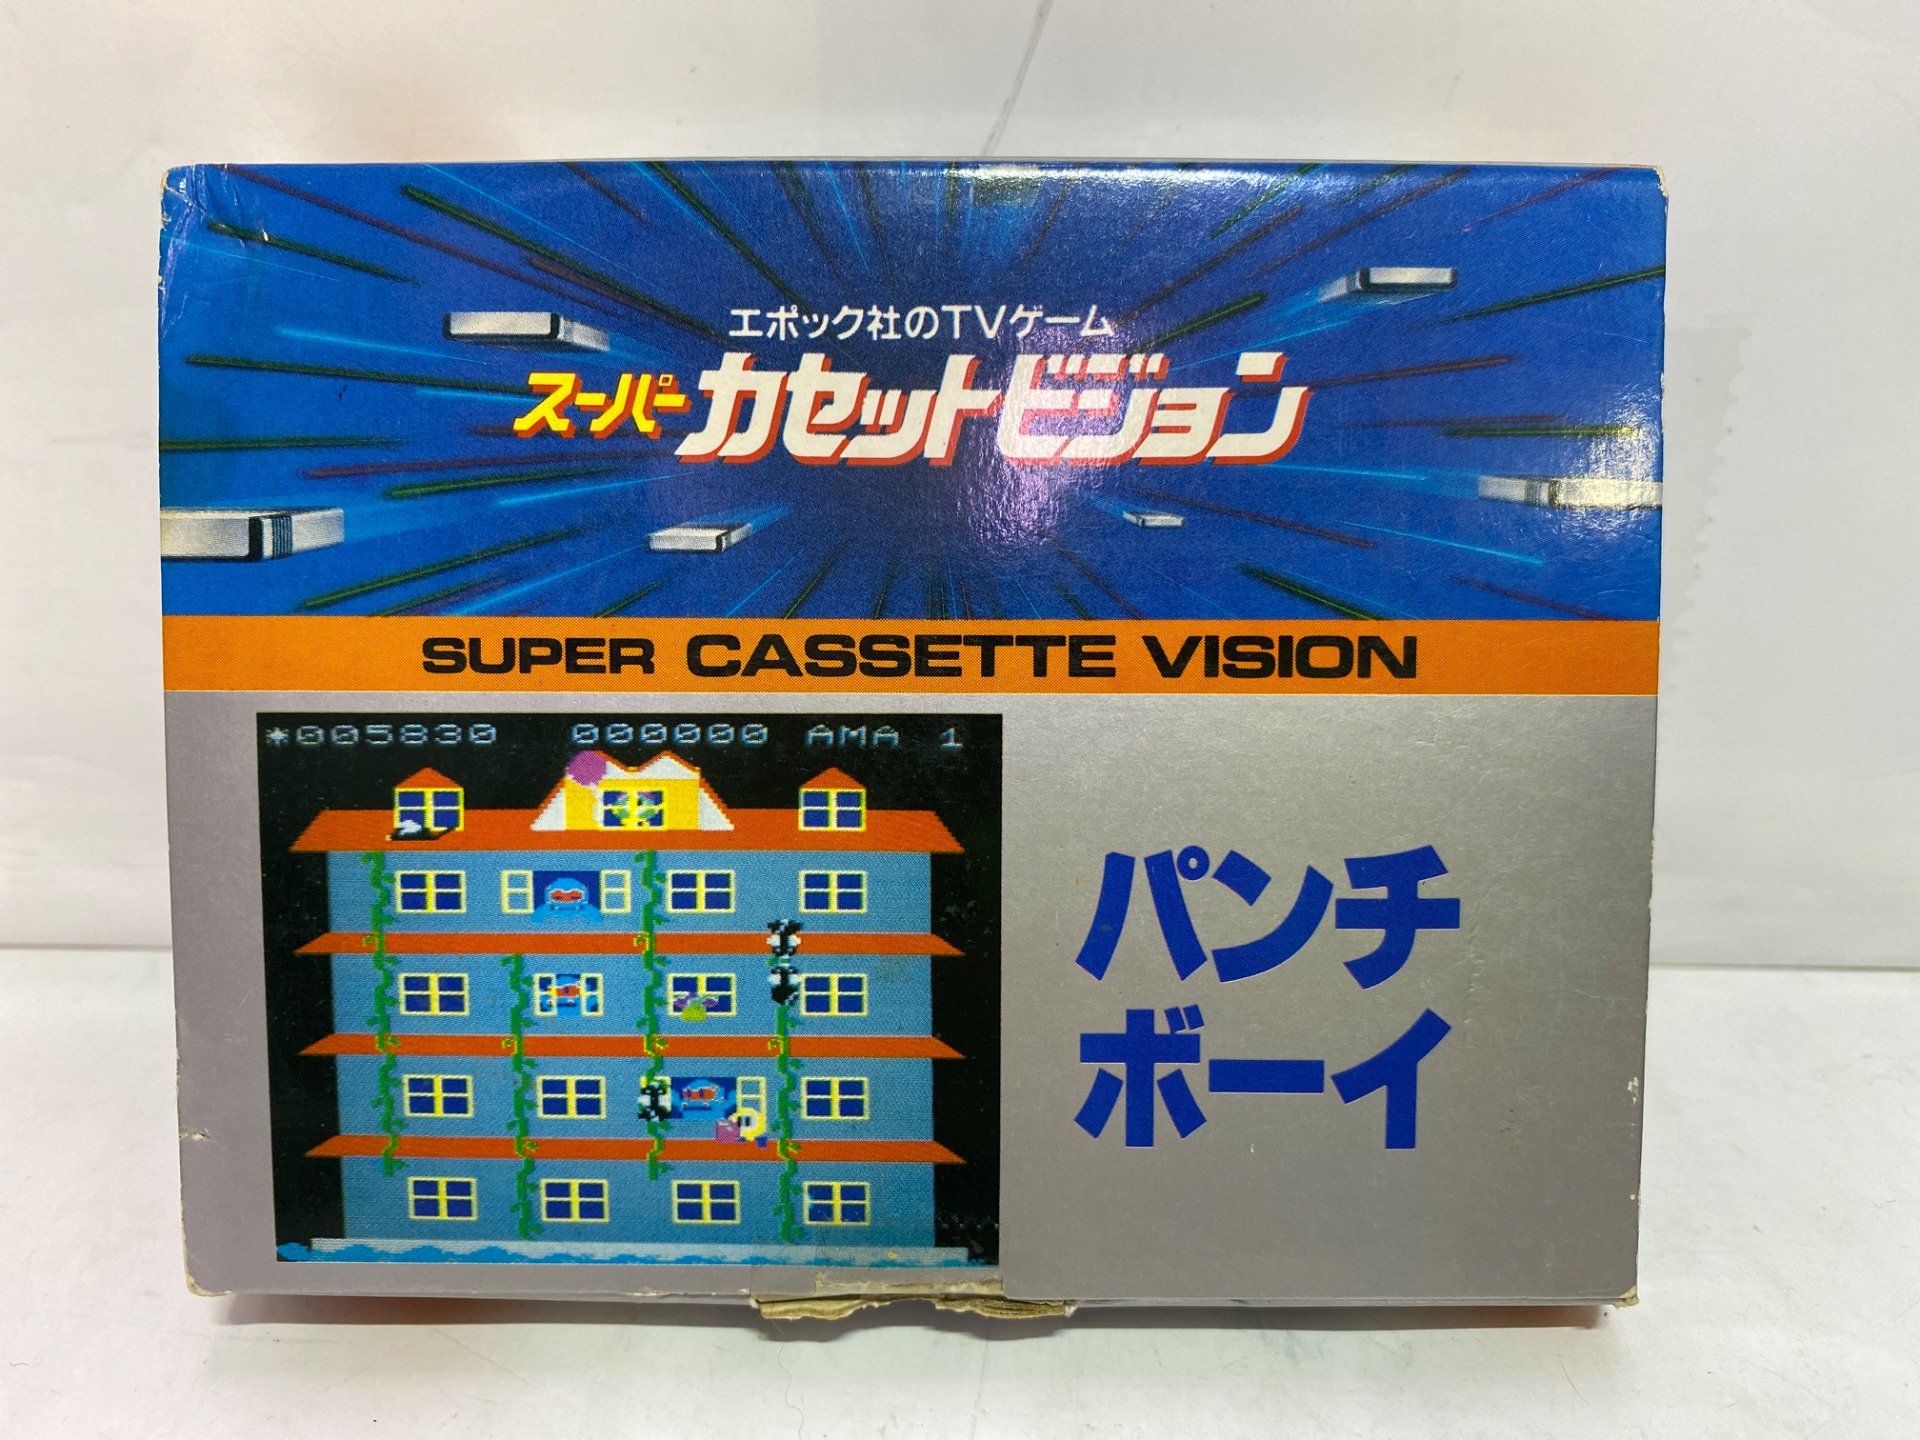 エポック社のTVゲーム
スーパーカセットビジョン
SUPER CASSETTE VISION
*005830 000000 AMA 1
パンチ
ボーイ